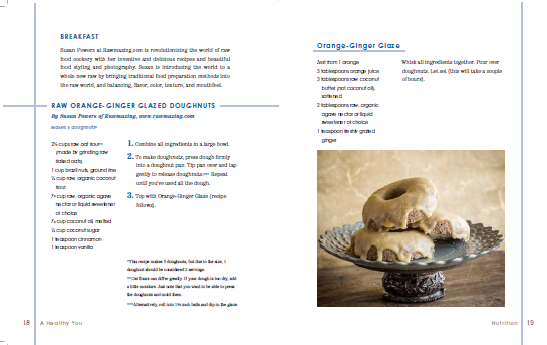 BREAKFAST
Susan Powers at Rawmazing.com is revolutionizing the world of raw
food cookery with her inventive and delicious recipes and beautiful
food styling and photography. Susan is introducing the world to a
whole new raw by bringing traditional food preparation methods into
the raw world, and balancing, flavor, color, texture, and mouthfeel.
RAW ORANGE-GINGER GLAZED DOUGHNUTS
By Susan Powers of Rawmazing, www.rawmazing.com
MAKES 5 DOUGHNUTS*
cups raw oat flour**
made by grinding raw
flaked oats)
1 cup brazil nuts, ground fine
cup raw, organic coconut
flour
cup raw, organic agave
nectar or liquid sweetener
of choice
cup coconut oil, melted
cup coconut sugar
1 teaspoon cinnamon
1 teaspoon vanilla
1. Combine all ingredients in a large bowl.
2. To make doughnuts, press dough firmly
into a doughnut pan. Tip pan over and tap
gently to release doughnuts.*** Repeat
until you've used all the dough.
3. Top with Orange-Ginger Glaze (recipe
follows).
*This recipe makes 5 doughnuts, but due to the size, 1
doughnut should be considered 2 servings.
**Oat flours can differ greatly. If your dough is too dry, add
a little moisture. Just note that you want to be able to press
the doughnuts and mold them.
***Alternatively, roll into 1½-inch balls and dip in the glaze.
18 A Healthy You
Orange-Ginger Glaze
Zest from 1 orange
3 tablespoons orange juice
3 tablespoons raw coconut
butter (not coconut oil),
softened
2 tablespoons raw, organic
agave nectar or liquid
sweetener of choice
1 teaspoon freshly grated
ginger
Whisk all ingredients together. Pour over
doughnuts. Let set (this will take a couple
of hours).
Nutrition 19